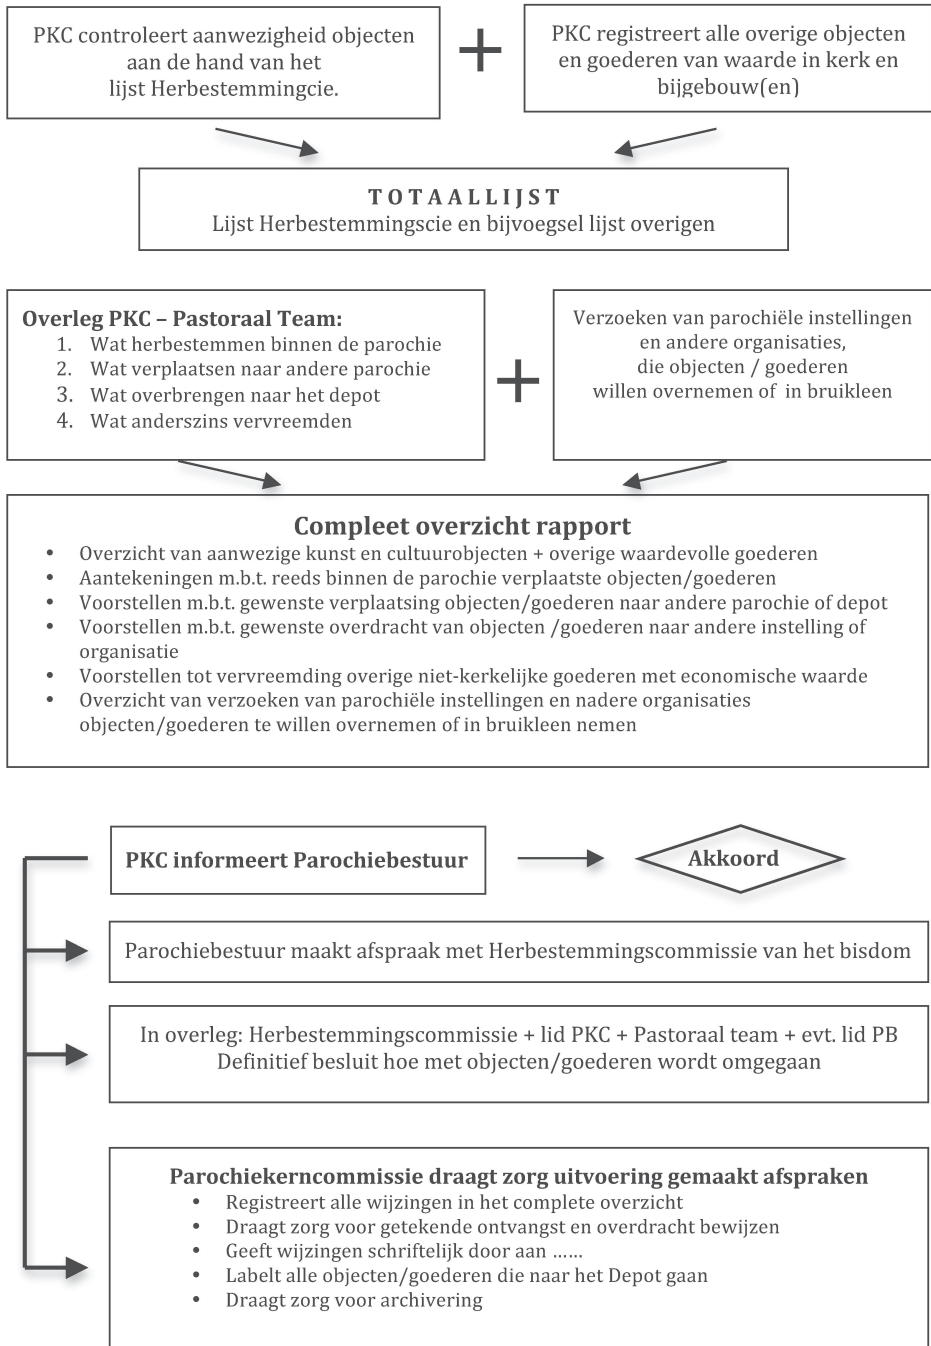 PKC controleert aanwezigheid objecten
aan de hand van het
lijst Herbestemmingcie.
+
PKC registreert alle overige objecten
en goederen van waarde in kerk en
bijgebouw(en)
TOTAALLIJST
Lijst Herbestemmingscie en bijvoegsel lijst overigen
Overleg PKC – Pastoraal Team:
1. Wat herbestemmen binnen de parochie
2. Wat verplaatsen naar andere parochie
3. Wat overbrengen naar het depot
4. Wat anderszins vervreemden
+
Verzoeken van parochiële instellingen
en andere organisaties,
die objecten / goederen
willen overnemen of in bruikleen
Compleet overzicht rapport
• Overzicht van aanwezige kunst en cultuurobjecten + overige waardevolle goederen
• Aantekeningen m.b.t. reeds binnen de parochie verplaatste objecten/goederen
• Voorstellen m.b.t. gewenste verplaatsing objecten/goederen naar andere parochie of depot
• Voorstellen m.b.t. gewenste overdracht van objecten /goederen naar andere instelling of
organisatie
• Voorstellen tot vervreemding overige niet-kerkelijke goederen met economische waarde
• Overzicht van verzoeken van parochiële instellingen en nadere organisaties
objecten/goederen te willen overnemen of in bruikleen nemen
PKC informeert Parochiebestuur
Akkoord
Parochiebestuur maakt afspraak met Herbestemmingscommissie van het bisdom
In overleg: Herbestemmingscommissie + lid PKC + Pastoraal team + evt. lid PB
Definitief besluit hoe met objecten/goederen wordt omgegaan
Parochiekerncommissie draagt zorg uitvoering gemaakt afspraken
• Registreert alle wijzingen in het complete overzicht
• Draagt zorg voor getekende ontvangst en overdracht bewijzen
• Geeft wijzingen schriftelijk door aan ......
• Labelt alle objecten/goederen die naar het Depot gaan
• Draagt zorg voor archivering